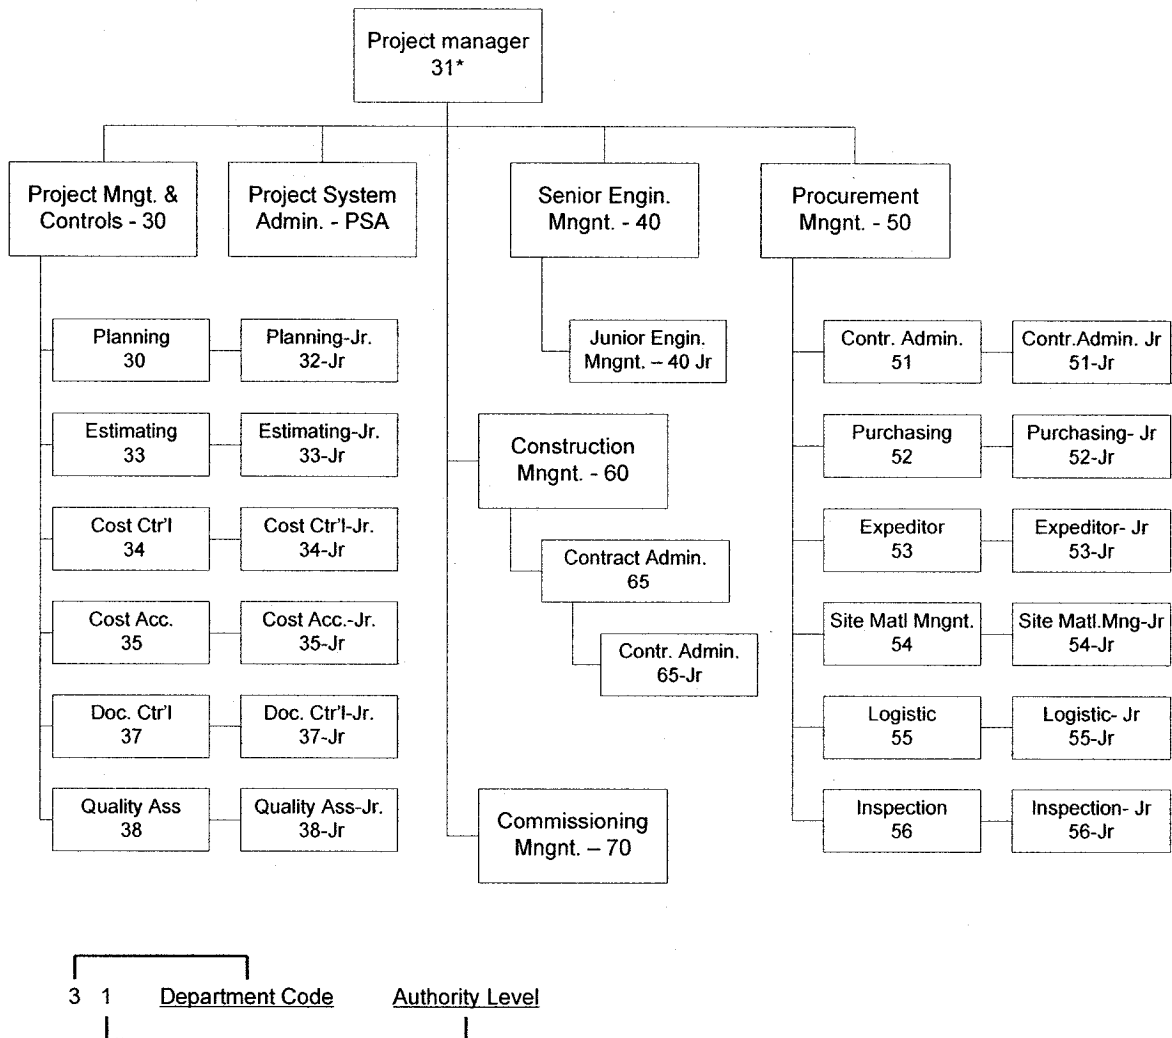 Project manager
31*
Project Mngt. &
Controls - 30
Project System
Admin. - PSA
Senior Engin.
Mngnt. - 40
Procurement
Mngnt. - 50
Planning
30
Planning-Jr.
32-Jr
Junior Engin.
Mngnt. – 40 Jr
Contr. Admin.
51
Contr.Admin. Jr
51-Jr
Estimating
33
Estimating-Jr.
33-Jr
Construction
Mngnt. - 60
Purchasing
52
Purchasing- Jr
52-Jr
Cost Ctr'l
34
Cost Ctr'l-Jr.
34-Jr
Contract Admin.
65
Expeditor
53
Expeditor- Jr
53-Jr
Cost Acc.
35
Cost Acc.-Jr.
35-Jr
Contr. Admin.
65-Jr
Site Matl Mngnt.
54
Site Matl.Mng-Jr
54-Jr
Doc. Ctr'l
37
Doc. Ctr'l-Jr.
37-Jr
Logistic
55
Logistic- Jr
55-Jr
Quality Ass
38
Quality Ass-Jr.
38-Jr
Commissioning
Mngnt. – 70
Inspection
56
Inspection- Jr
56-Jr
3 1 Department Code Authority Level